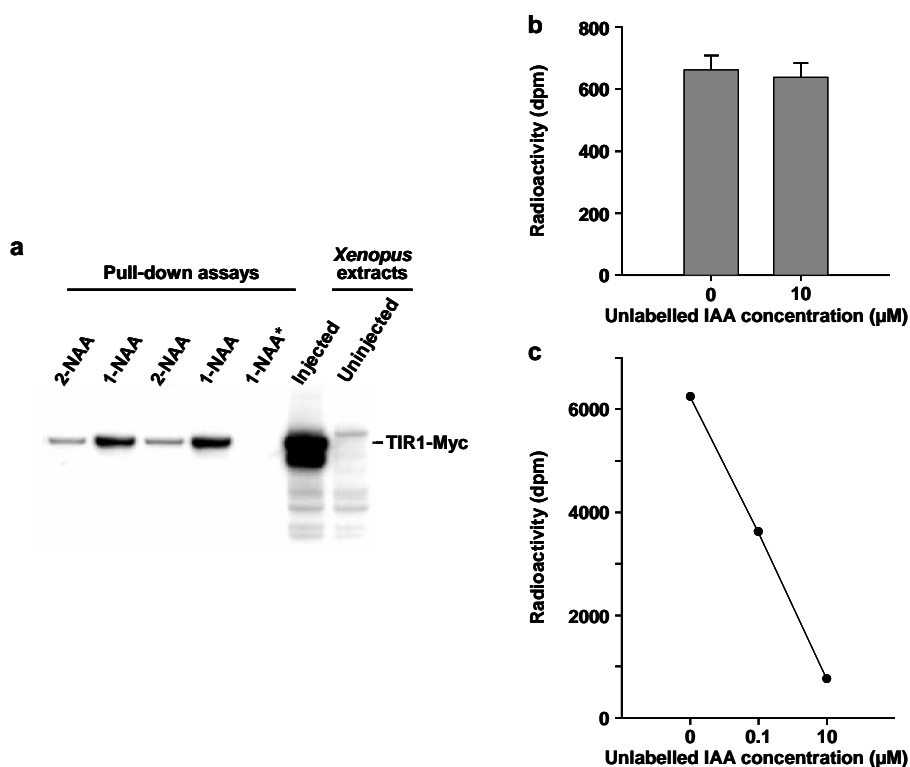 a
Pull-down assays
Xenopus
extracts
2-NAA
1-NAA
2-NAA
1-NAA
1-NAA*
Injected
Uninjected
TIR1-Myc
b
Radioactivity (dpm)
800
600
400
200
0
0
10
Unlabelled IAA concentration (µM)
c
Radioactivity (dpm)
6000
4000
2000
0
0
0.1
10
Unlabelled IAA concentration (µM)